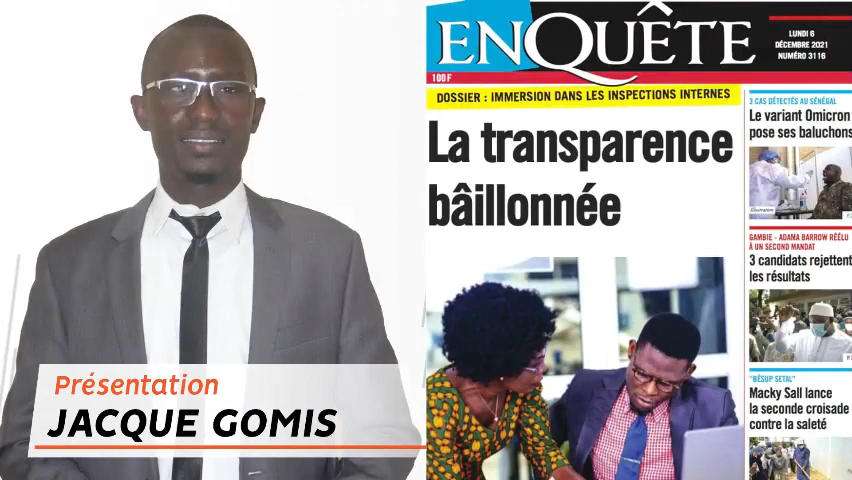 Présentation
JACQUE GOMIS
ENQUÊTE
LUNDI 6
DÉCEMBRE 2021
NUMÉRO 3116
100 F
DOSSIER : IMMERSION DANS LES INSPECTIONS INTERNES
La transparence
bâillonnée
3 CAS DÉTECTÉS AU SÉNÉGAL
Le variant Omicron
pose ses baluchons
Illustration
GAMBIE - ADAMA BARROW RÉÉLU
À UN SECOND MANDAT
3 candidats rejettent
les résultats
"BËSUP SETAL"
Macky Sall lance
la seconde croisade
contre la saleté